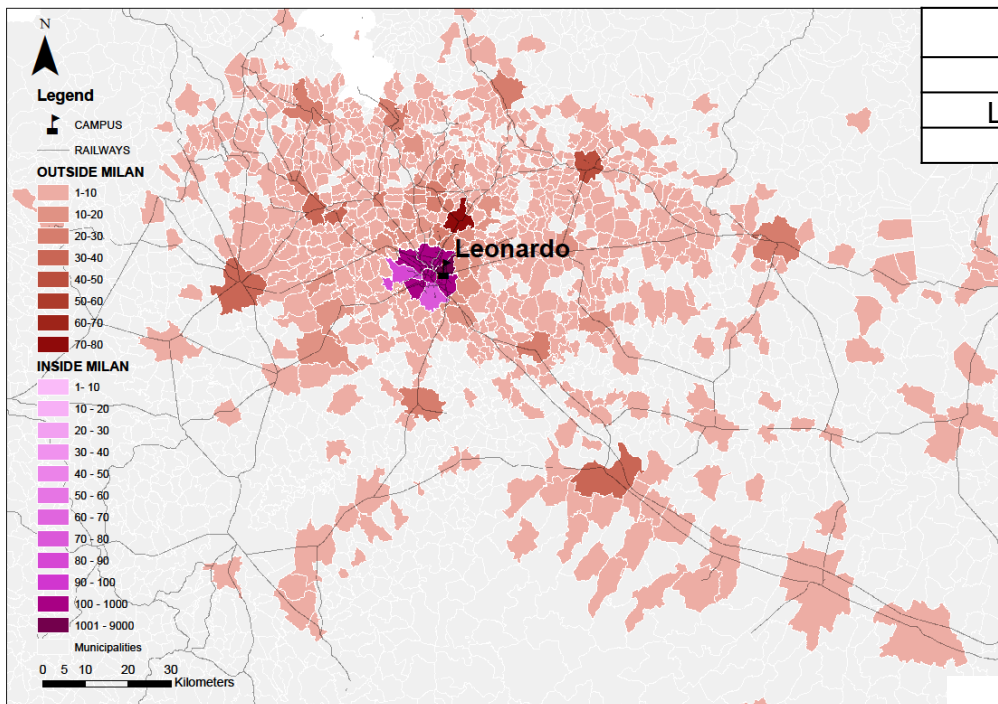 N
Legend
CAMPUS
RAILWAYS
OUTSIDE MILAN
1-10
10-20
20-30
30-40
40-50
50-60
60-70
70-80
INSIDE MILAN
1- 10
10 - 20
20 - 30
30 - 40
40 - 50
50 - 60
60 - 70
70 - 80
80 - 90
90 - 100
100 - 1000
1001 - 9000
Municipalities
0 5 10 20 30
Kilometers
Leonardo
L